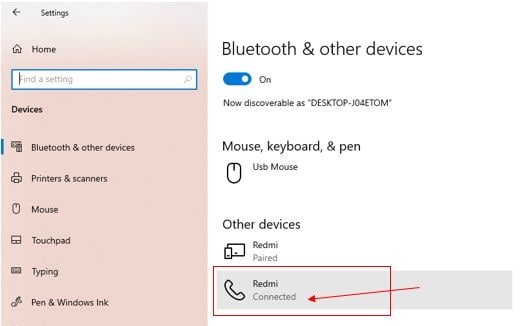 Settings
Home
Find a setting
Devices
Bluetooth & other devices
Printers & scanners
Mouse
Touchpad
Typing
Pen & Windows Ink
Bluetooth & other devices
On
Now discoverable as “DESKTOP-J04ETOM”
Mouse, keyboard, & pen
Usb Mouse
Other devices
Redmi
Paired
Redmi
Connected